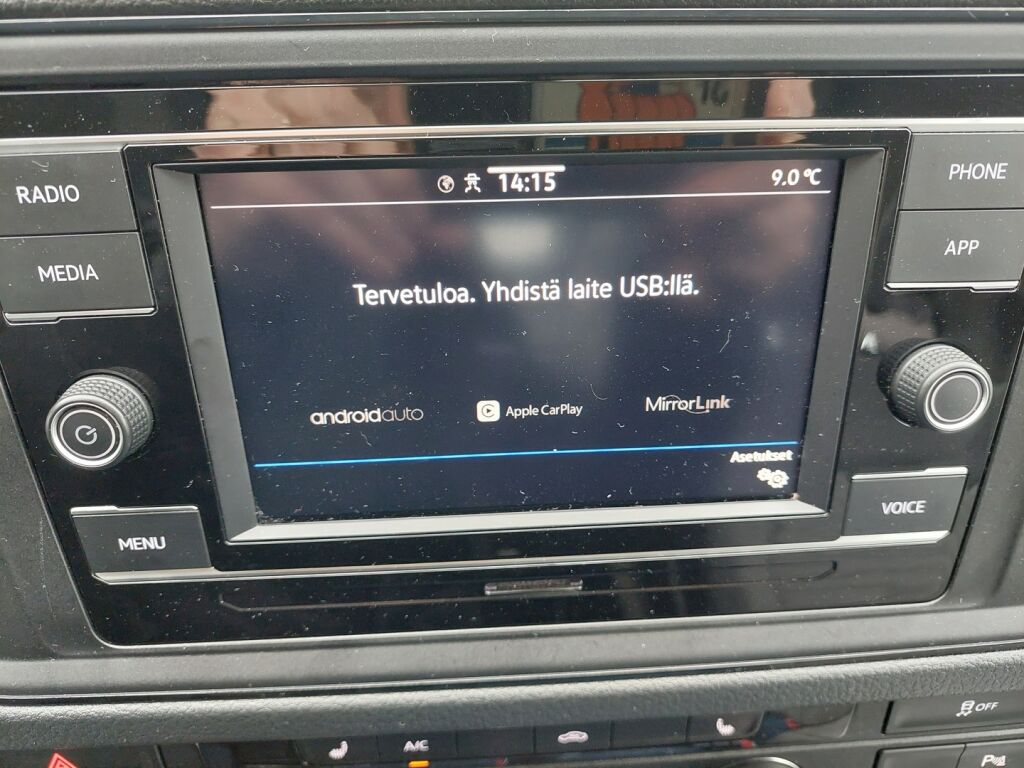 RADIO
MEDIA
MENU
14:15
9.0 °C
Tervetuloa. Yhdistä laite USB:llä.
androidauto
Apple CarPlay
MirrorLink
Asetukset
PHONE
APP
VOICE
A/C
OFF